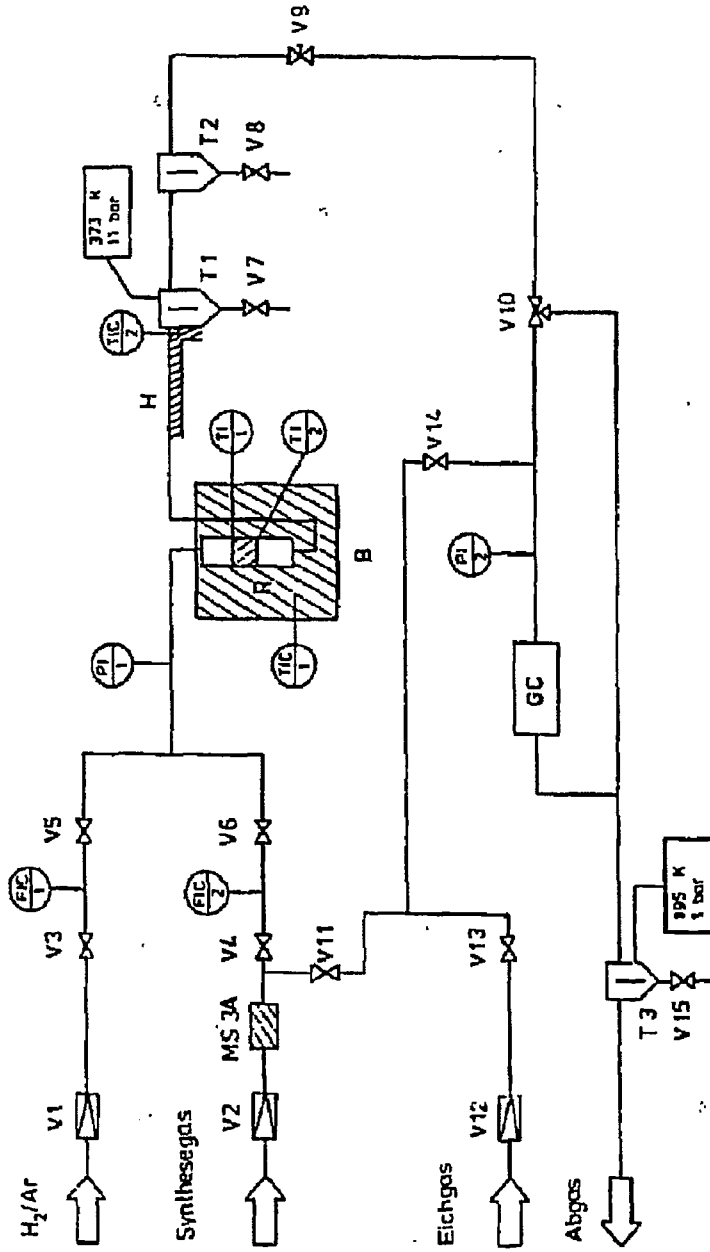 H₂/Ar
V1
V3
FIC
1
V5
Synthesegas
V2
MS 3A
V4
FIC
2
V6
PI
1
R
B
TIC
1
TI
1
TI
2
H
TIC
2
T1
V7
373 K
11 bar
T2
V8
V9
V11
Eichgas
V12
V13
V14
V10
PI
2
GC
Abgas
T3
V15
K
bar